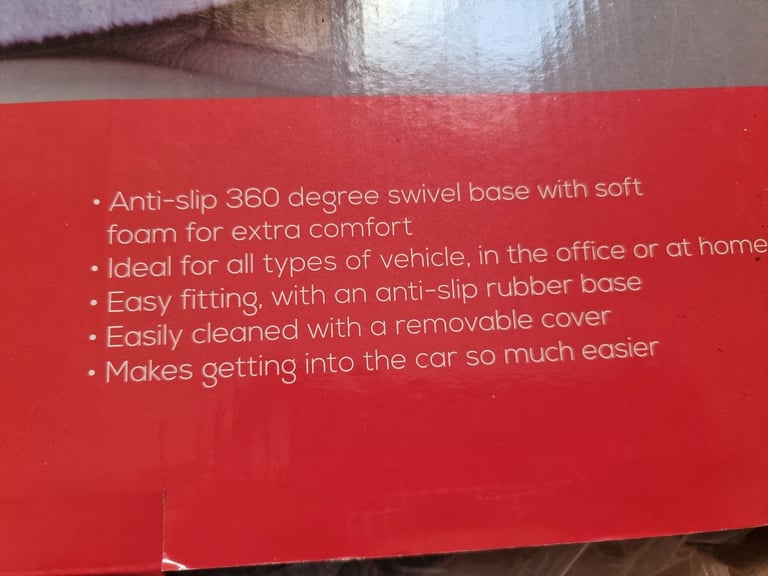 • Anti-slip 360 degree swivel base with soft
foam for extra comfort
• Ideal for all types of vehicle, in the office or at home
• Easy fitting, with an anti-slip rubber base
• Easily cleaned with a removable cover
• Makes getting into the car so much easier